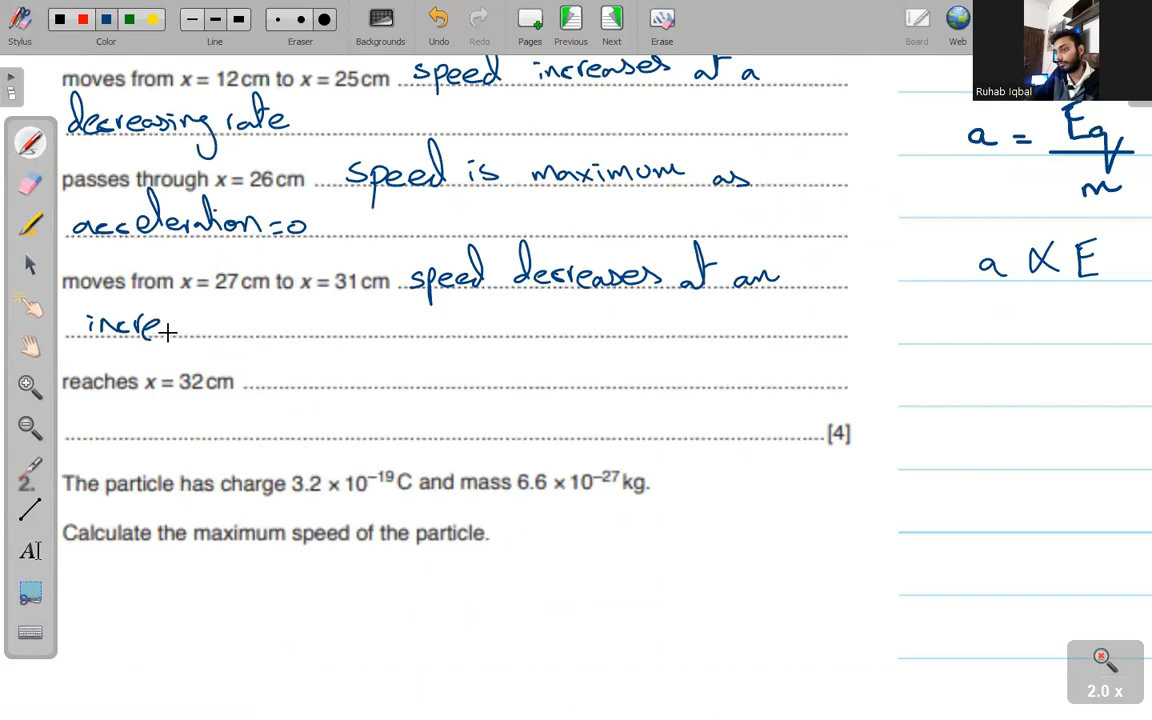 Stylus
Color
Line
Eraser
Backgrounds
Undo
Redo
Pages
Previous
Next
Erase
Board
Web
Ruhab Iqbal
moves from x = 12 cm to x = 25 cm speed increases at a
decreasing rate
passes through x = 26 cm speed is maximum as
acceleration = 0
moves from x = 27 cm to x = 31 cm speed decreases at an
incre
reaches x = 32 cm
[4]
2. The particle has charge 3.2 × 10⁻¹⁹ C and mass 6.6 × 10⁻²⁷ kg.
Calculate the maximum speed of the particle.
a = Eq/m
a ∝ E
A
2.0 x